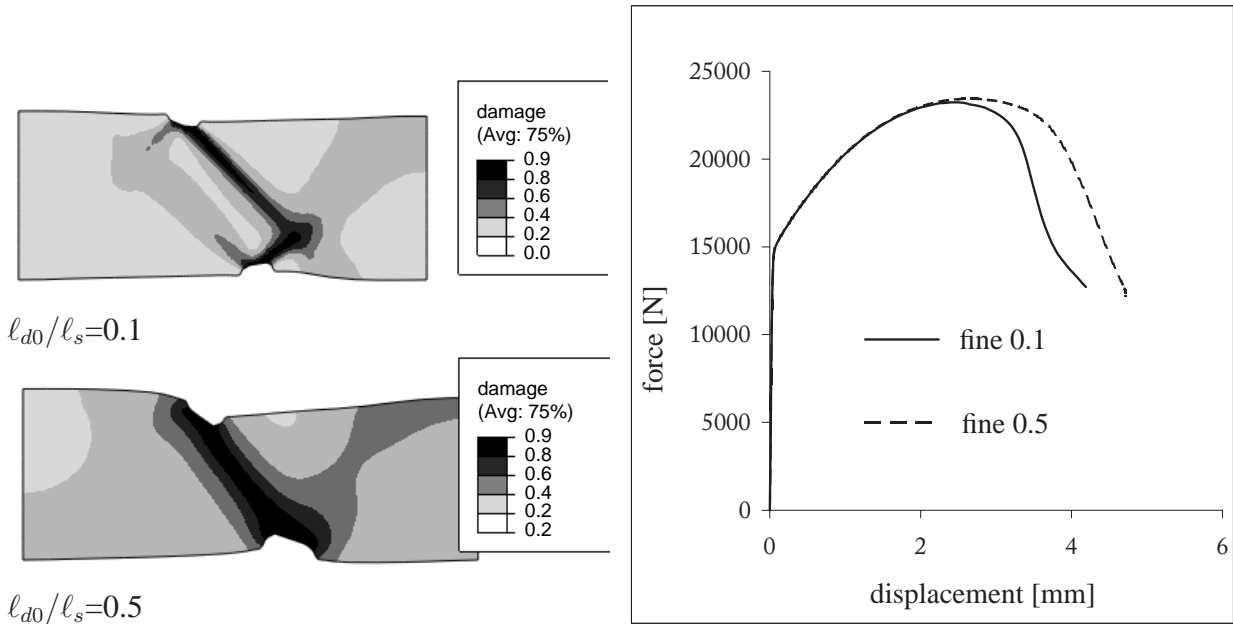 damage
(Avg: 75%)
0.9
0.8
0.6
0.4
0.2
0.0
ℓd0/ℓs=0.1
damage
(Avg: 75%)
0.9
0.8
0.6
0.4
0.2
0.2
ℓd0/ℓs=0.5
25000
20000
15000
10000
5000
0
force [N]
fine 0.1
fine 0.5
0 2 4 6
displacement [mm]